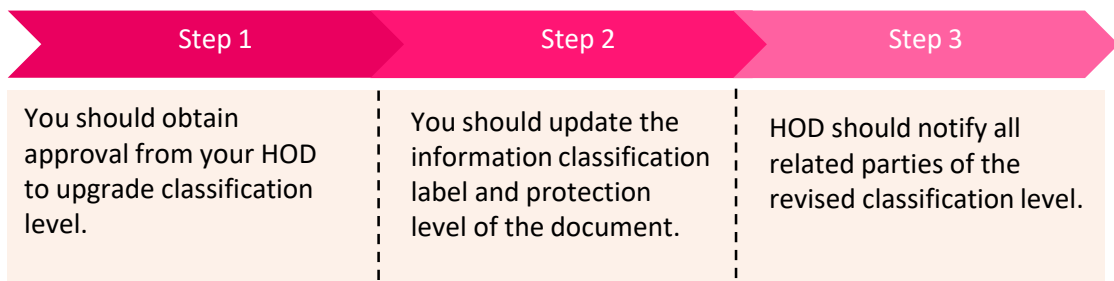 Step 1
Step 2
Step 3
You should obtain
approval from your HOD
to upgrade classification
level.
You should update the
information classification
label and protection
level of the document.
HOD should notify all
related parties of the
revised classification level.